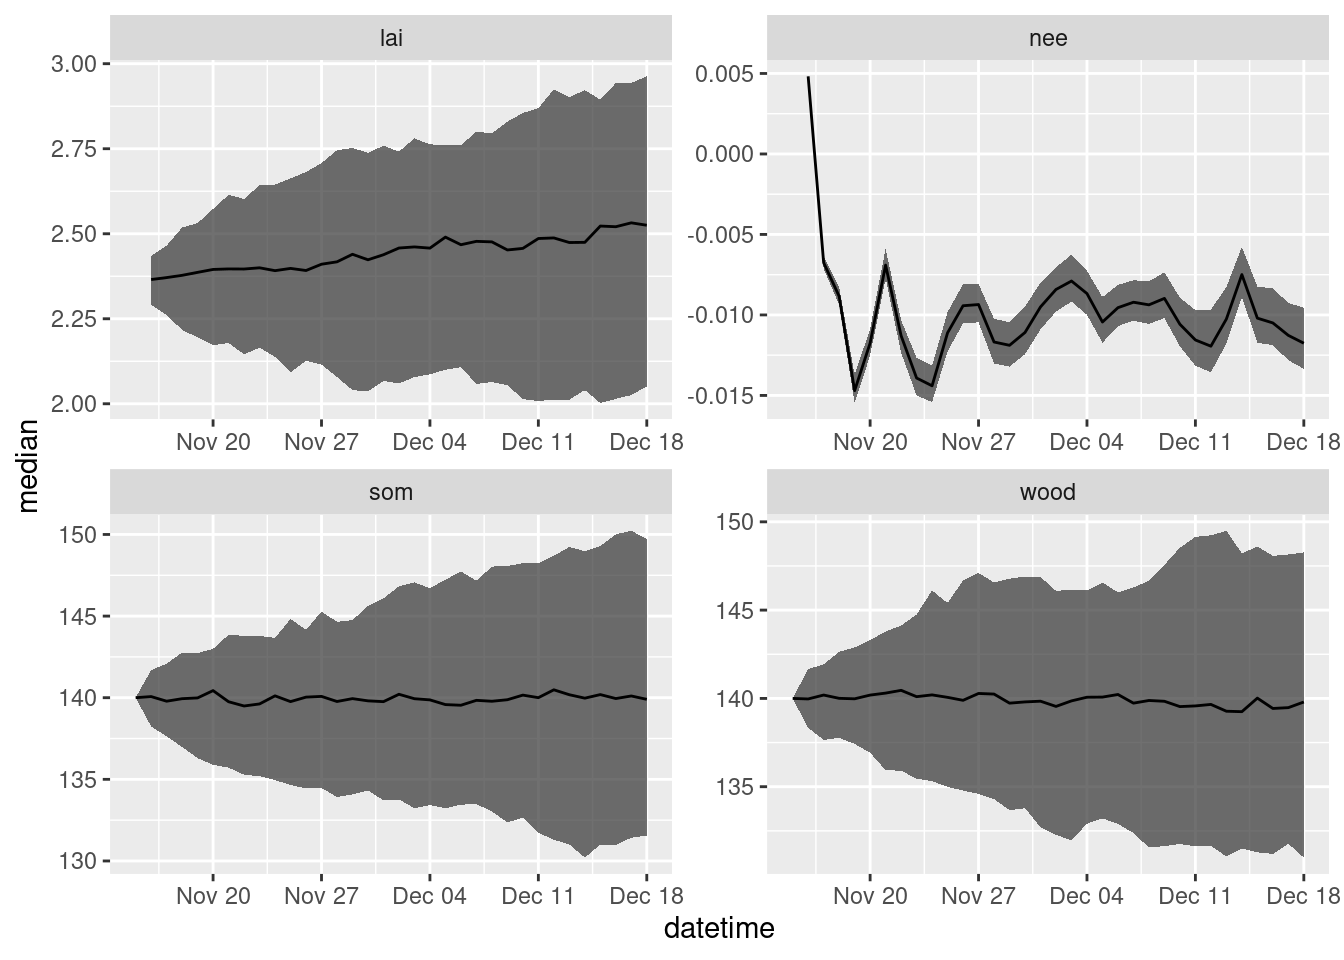 lai
nee
3.00
2.75
2.50
2.25
2.00
0.005
0.000
-0.005
-0.010
-0.015
Nov 20 Nov 27 Dec 04 Dec 11 Dec 18
Nov 20 Nov 27 Dec 04 Dec 11 Dec 18
median
som
wood
150
145
140
135
130
150
145
140
135
Nov 20 Nov 27 Dec 04 Dec 11 Dec 18
Nov 20 Nov 27 Dec 04 Dec 11 Dec 18
datetime